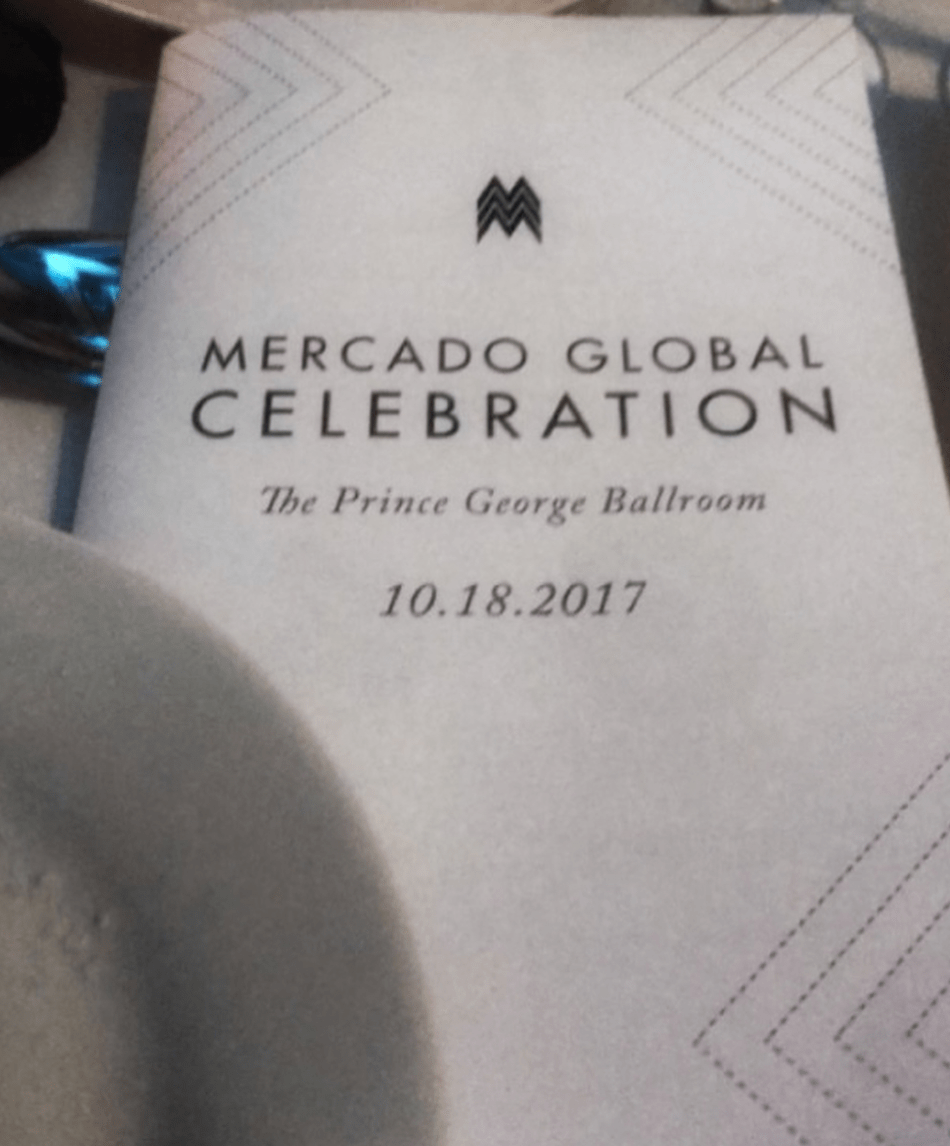 MERCADO GLOBAL
CELEBRATION
The Prince George Ballroom
10.18.2017